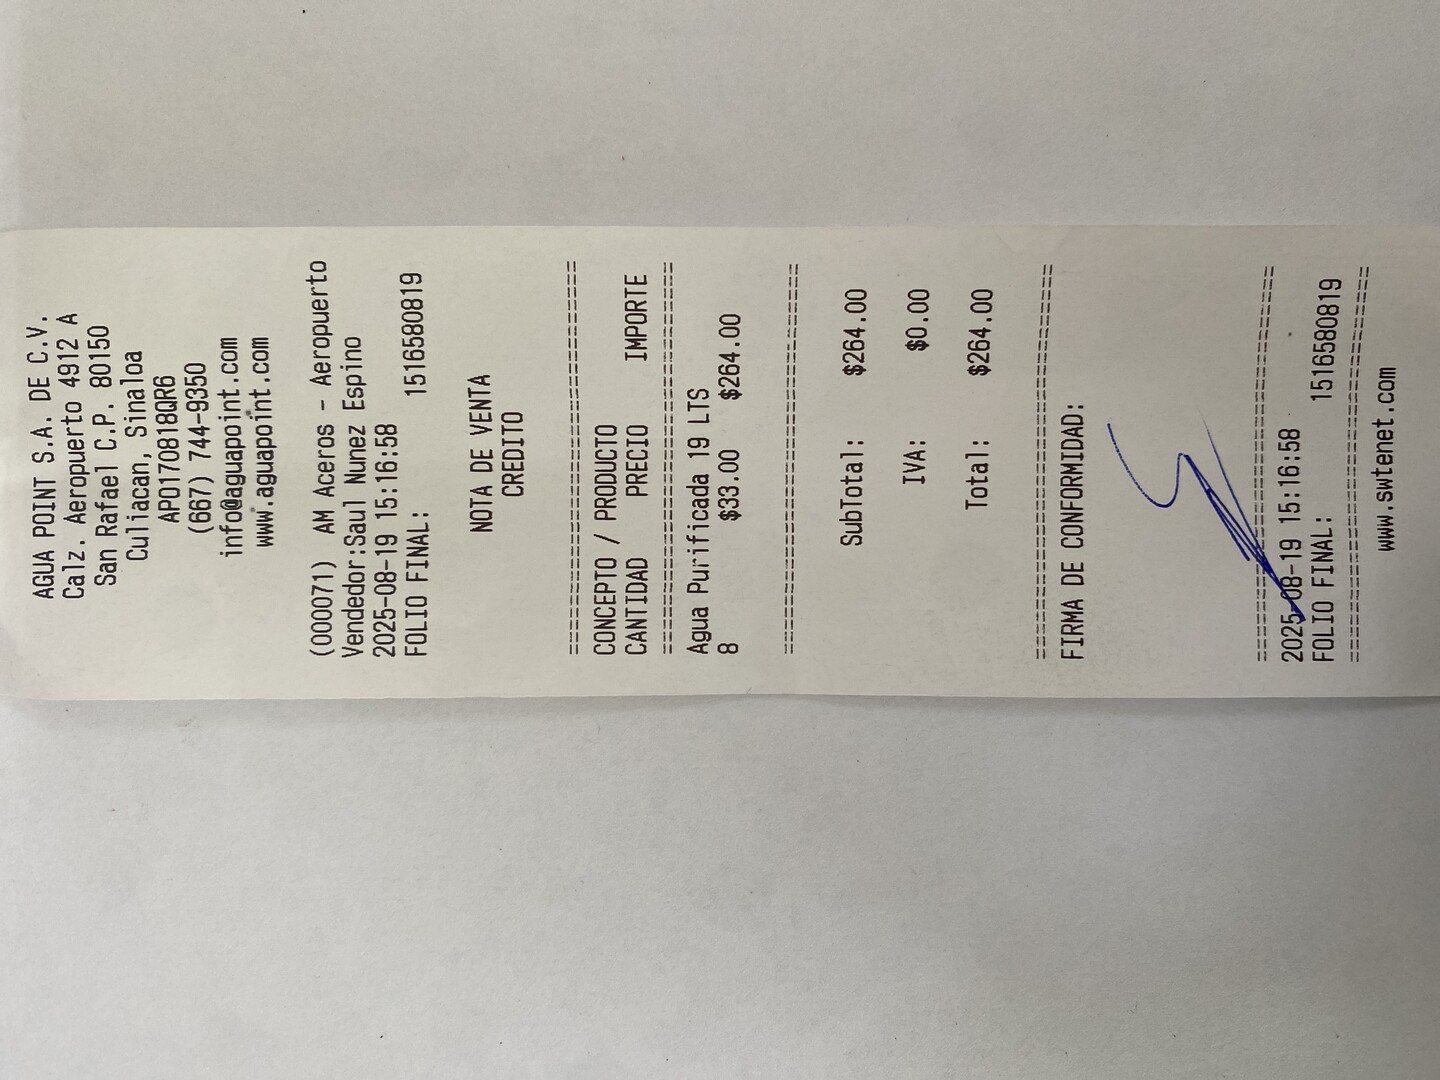 AGUA POINT S.A. DE C.V.
Calz. Aeropuerto 4912 A
San Rafael C.P. 80150
Culiacan, Sinaloa
APO170818QR6
(667) 744-9350
info@aguapoint.com
www.aguapoint.com
(000071) AM Aceros - Aeropuerto
Vendedor:Saul Nunez Espino
2025-08-19 15:16:58
FOLIO FINAL: 1516580819
NOTA DE VENTA
CREDITO
================================
CONCEPTO / PRODUCTO
CANTIDAD PRECIO IMPORTE
================================
Agua Purificada 19 LTS
8 $33.00 $264.00
================================
SubTotal: $264.00
IVA: $0.00
Total: $264.00
================================
FIRMA DE CONFORMIDAD:
================================
2025-08-19 15:16:58
FOLIO FINAL: 1516580819
================================
www.swtenet.com